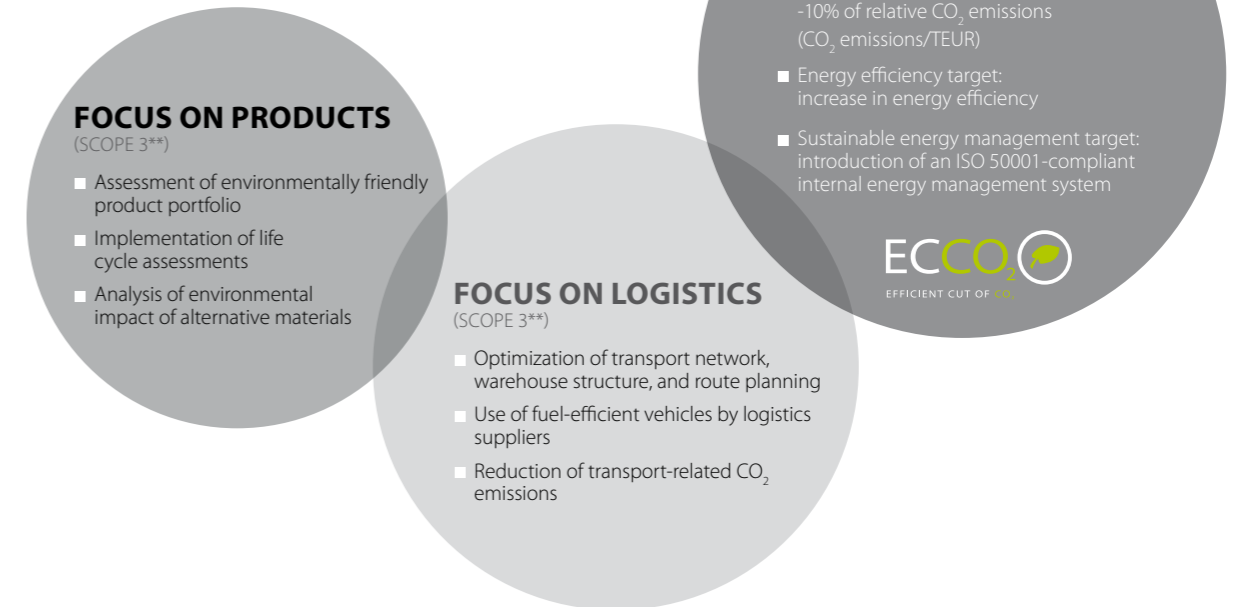 -10% of relative CO₂ emissions
(CO₂ emissions/TEUR)
Energy efficiency target:
increase in energy efficiency
Sustainable energy management target:
introduction of an ISO 50001-compliant
internal energy management system
ECCO₂
EFFICIENT CUT OF CO₂
FOCUS ON PRODUCTS
(SCOPE 3**)
Assessment of environmentally friendly
product portfolio
Implementation of life
cycle assessments
Analysis of environmental
impact of alternative materials
FOCUS ON LOGISTICS
(SCOPE 3**)
Optimization of transport network,
warehouse structure, and route planning
Use of fuel-efficient vehicles by logistics
suppliers
Reduction of transport-related CO₂
emissions